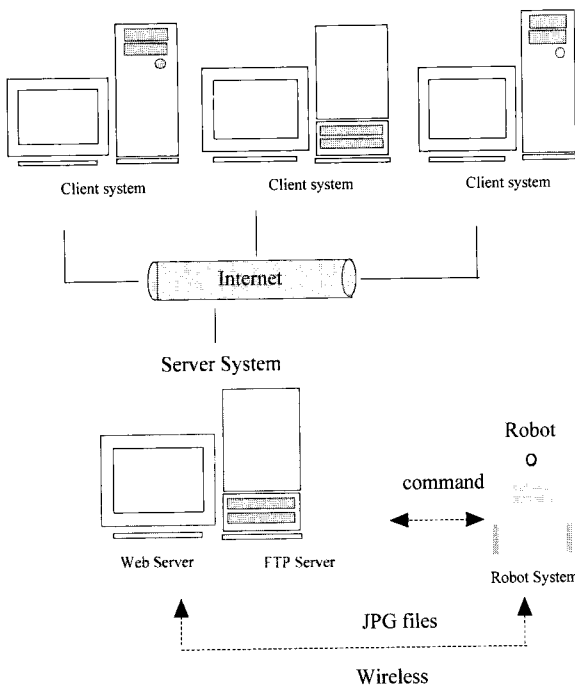 Client system
Client system
Client system
Internet
Server System
Robot
command
Web Server
FTP Server
Robot System
JPG files
Wireless